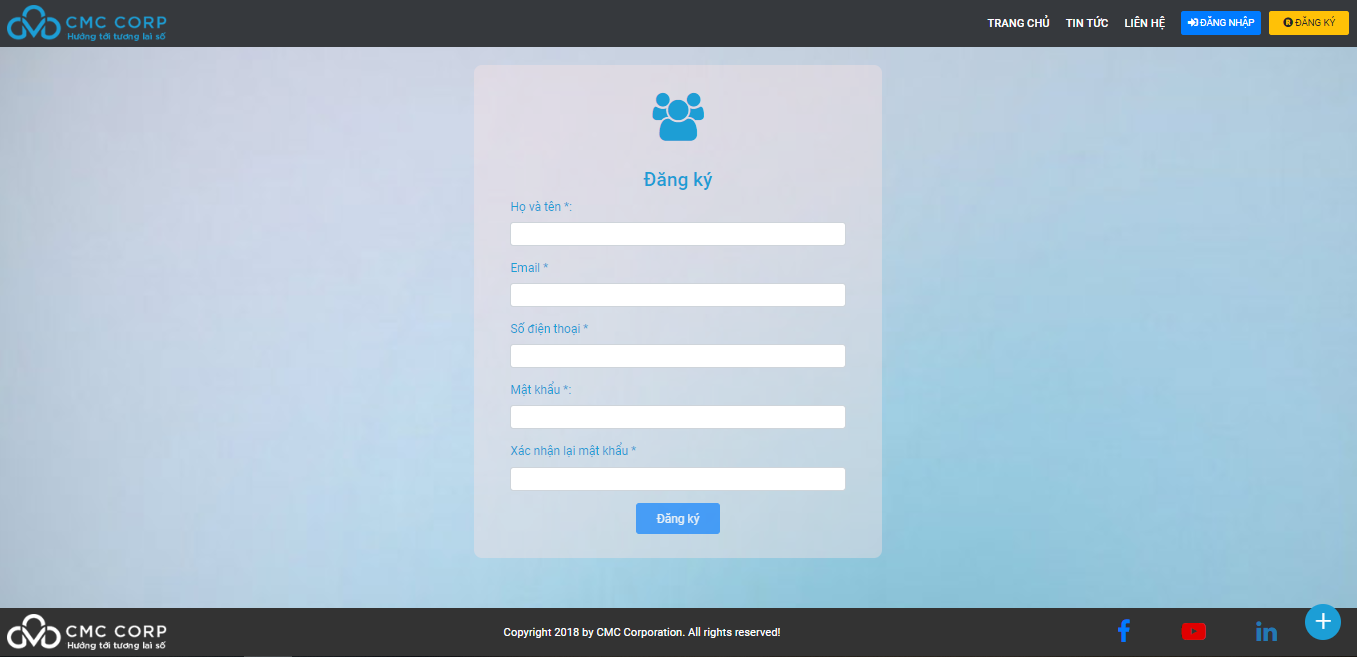 CMC CORP
Hướng tới tương lai số
TRANG CHỦ TIN TỨC LIÊN HỆ ĐĂNG NHẬP ĐĂNG KÝ
Đăng ký
Họ và tên *:
Email *
Số điện thoại *
Mật khẩu *:
Xác nhận lại mật khẩu *
Đăng ký
CMC CORP
Hướng tới tương lai số
Copyright 2018 by CMC Corporation. All rights reserved!